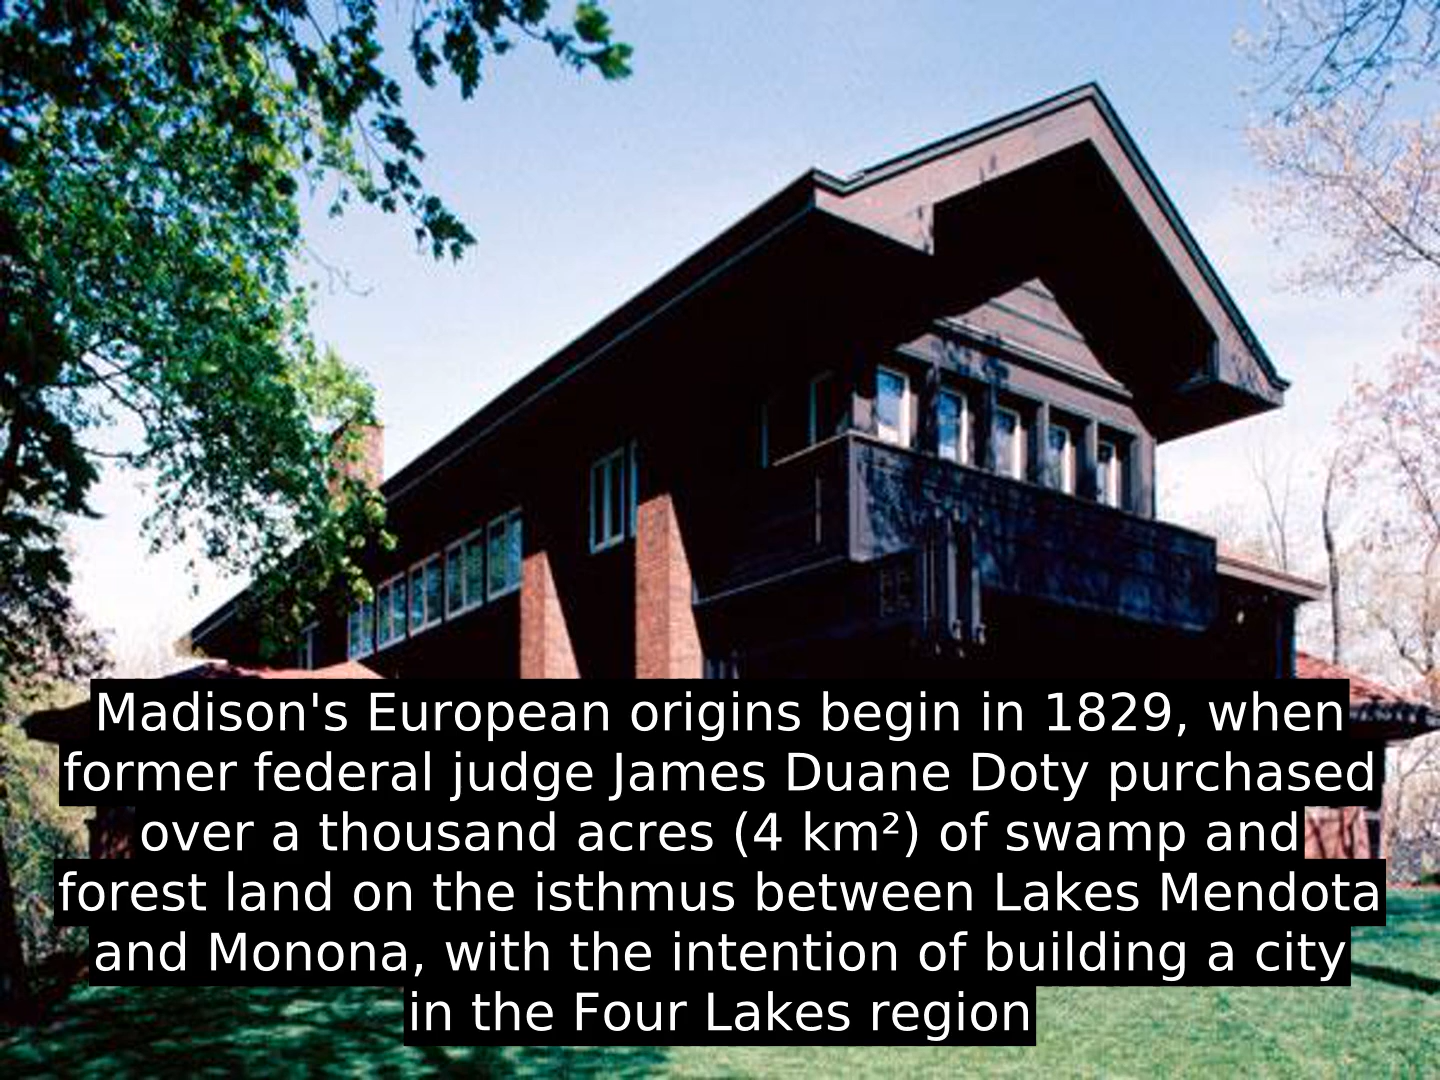 Madison's European origins begin in 1829, when
former federal judge James Duane Doty purchased
over a thousand acres (4 km²) of swamp and
forest land on the isthmus between Lakes Mendota
and Monona, with the intention of building a city
in the Four Lakes region